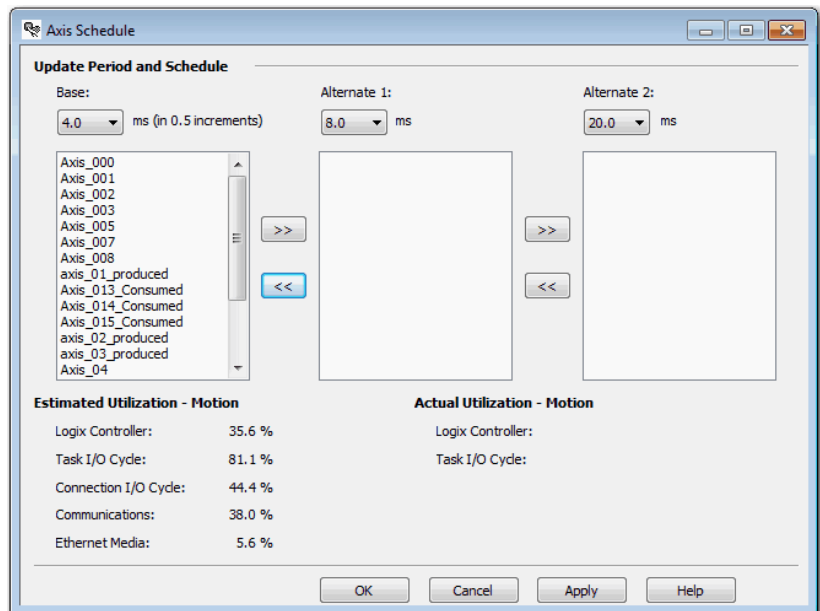 Axis Schedule
Update Period and Schedule
Base: Alternate 1: Alternate 2:
4.0 ms (in 0.5 increments) 8.0 ms 20.0 ms
Axis_000
Axis_001
Axis_002
Axis_003
Axis_005
Axis_007
Axis_008
axis_01_produced
Axis_013_Consumed
Axis_014_Consumed
Axis_015_Consumed
axis_02_produced
axis_03_produced
Axis_04
>> >>
<< <<
Estimated Utilization - Motion Actual Utilization - Motion
Logix Controller: 35.6 % Logix Controller:
Task I/O Cycle: 81.1 % Task I/O Cycle:
Connection I/O Cycle: 44.4 %
Communications: 38.0 %
Ethernet Media: 5.6 %
OK Cancel Apply Help